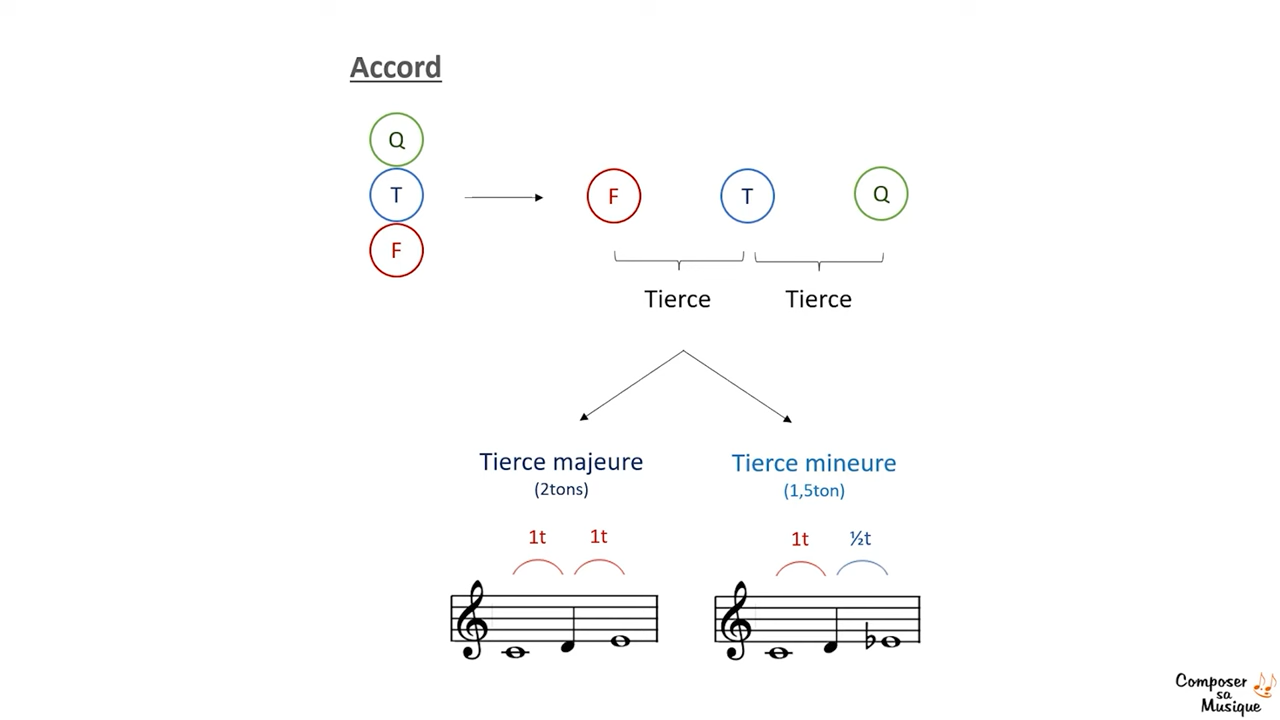 Accord
Q
T
F
F T Q
Tierce Tierce
Tierce majeure
(2tons)
Tierce mineure
(1,5ton)
1t 1t
1t ½t
Composer
sa
Musique